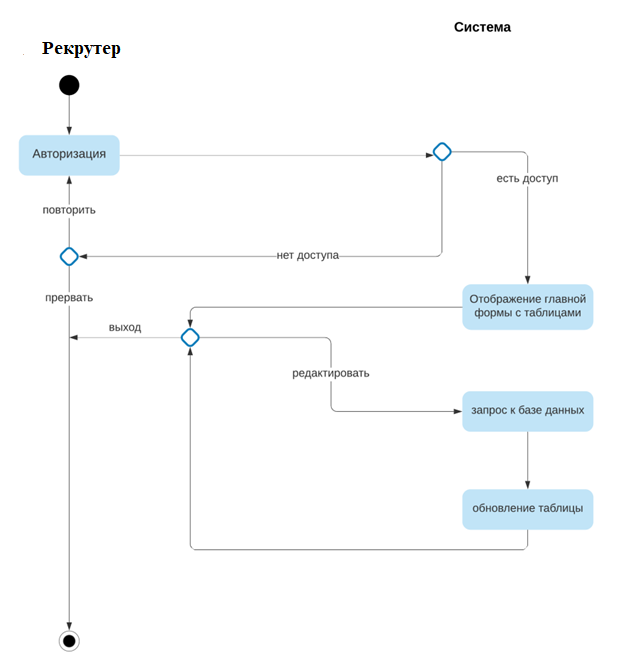 Система
Рекрутер
Авторизация
есть доступ
повторить
нет доступа
прервать
Отображение главной
формы с таблицами
выход
редактировать
запрос к базе данных
обновление таблицы